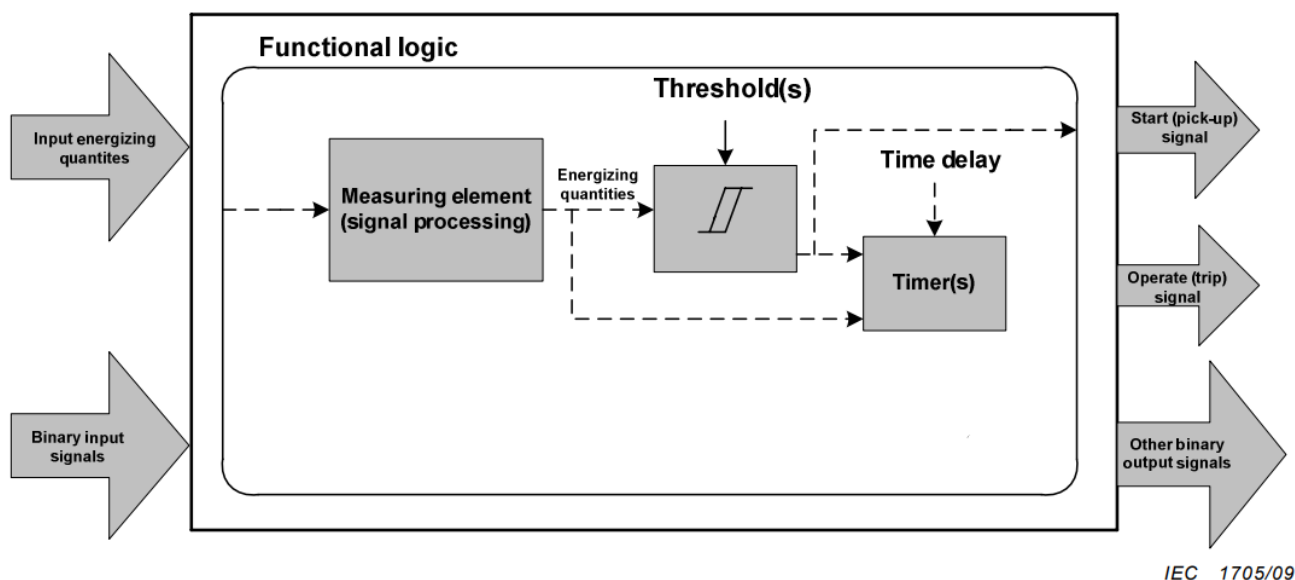 Functional logic
Threshold(s)
Input energizing
quantites
Start (pick-up)
signal
Time delay
Energizing
quantities
Measuring element
(signal processing)
Timer(s)
Operate (trip)
signal
Binary input
signals
Other binary
output signals
IEC 1705/09